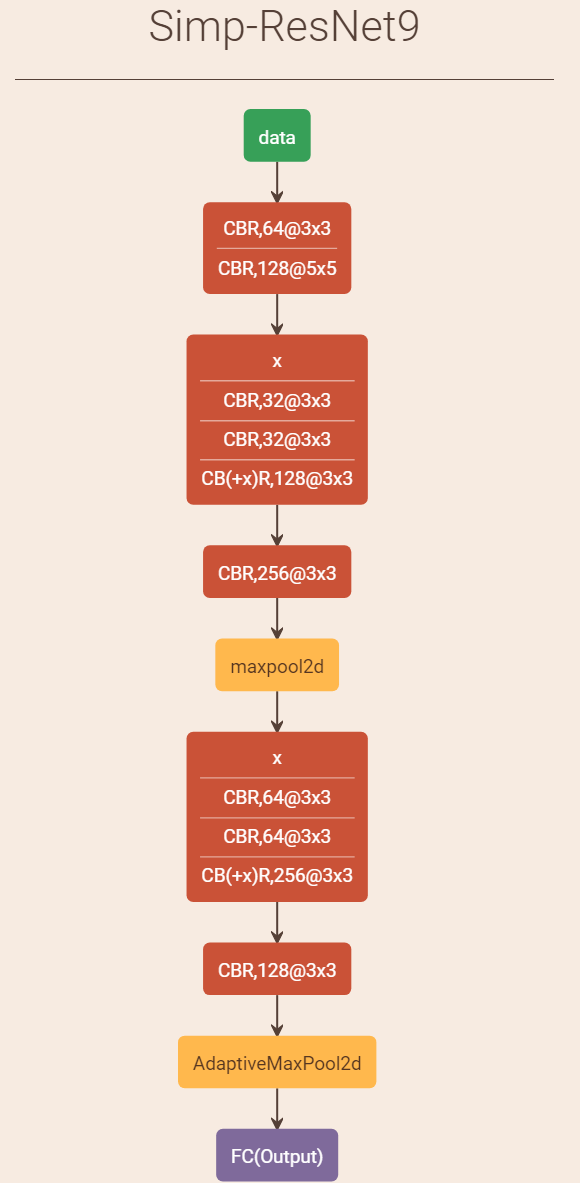 Simp-ResNet9
data
CBR,64@3x3
CBR,128@5x5
x
CBR,32@3x3
CBR,32@3x3
CB(+x)R,128@3x3
CBR,256@3x3
maxpool2d
x
CBR,64@3x3
CBR,64@3x3
CB(+x)R,256@3x3
CBR,128@3x3
AdaptiveMaxPool2d
FC(Output)